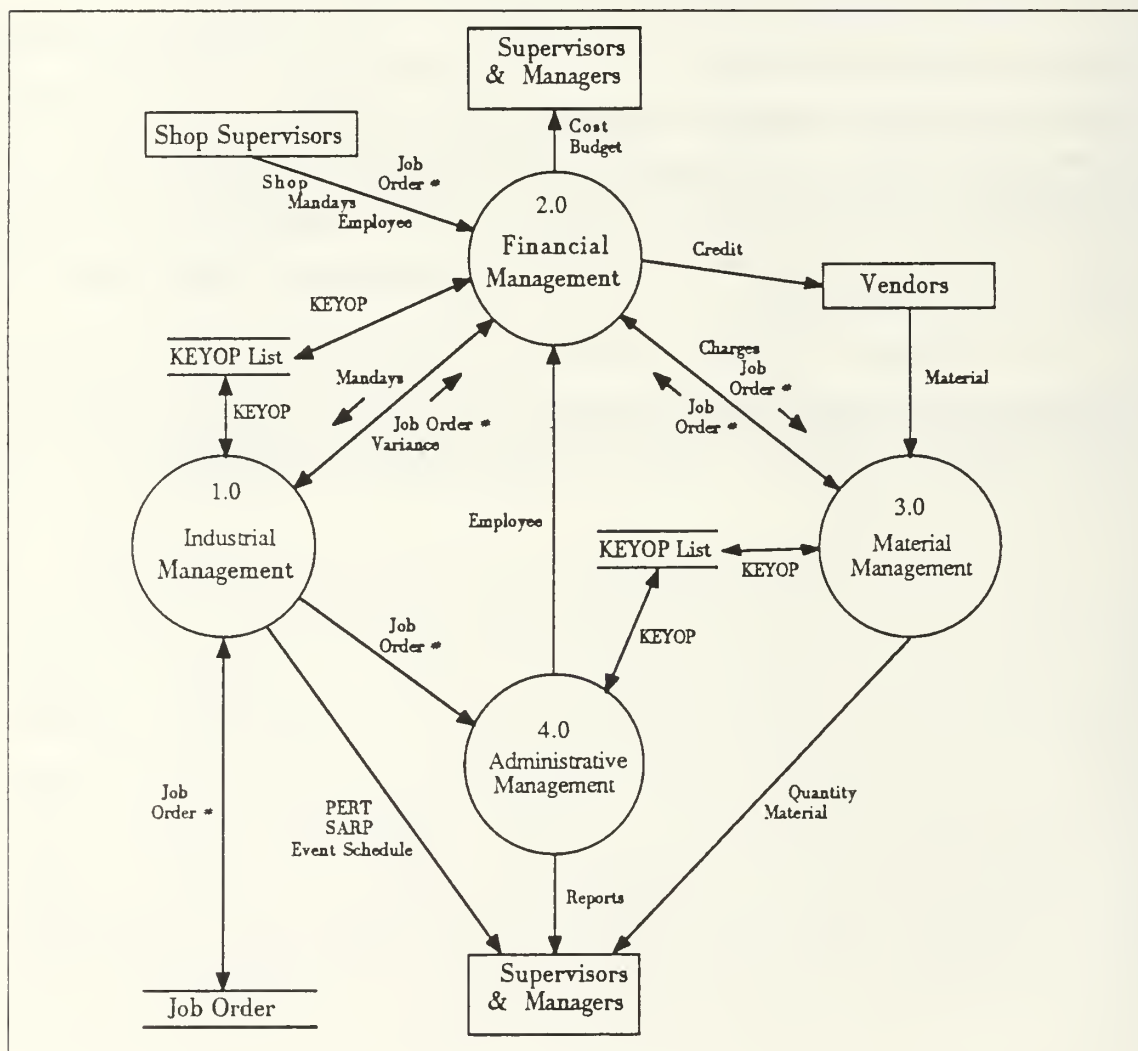 Supervisors
& Managers
Shop Supervisors
Cost
Budget
Job
Order #
Shop
Mandays
Employee
2.0
Financial
Management
Credit
Vendors
KEYOP
KEYOP List
KEYOP
Mandays
Job Order #
Variance
Charges
Job
Order #
Job
Order #
Material
1.0
Industrial
Management
Employee
KEYOP List
KEYOP
3.0
Material
Management
Job
Order #
KEYOP
4.0
Administrative
Management
Job
Order #
PERT
SARP
Event Schedule
Quantity
Material
Reports
Supervisors
& Managers
Job Order